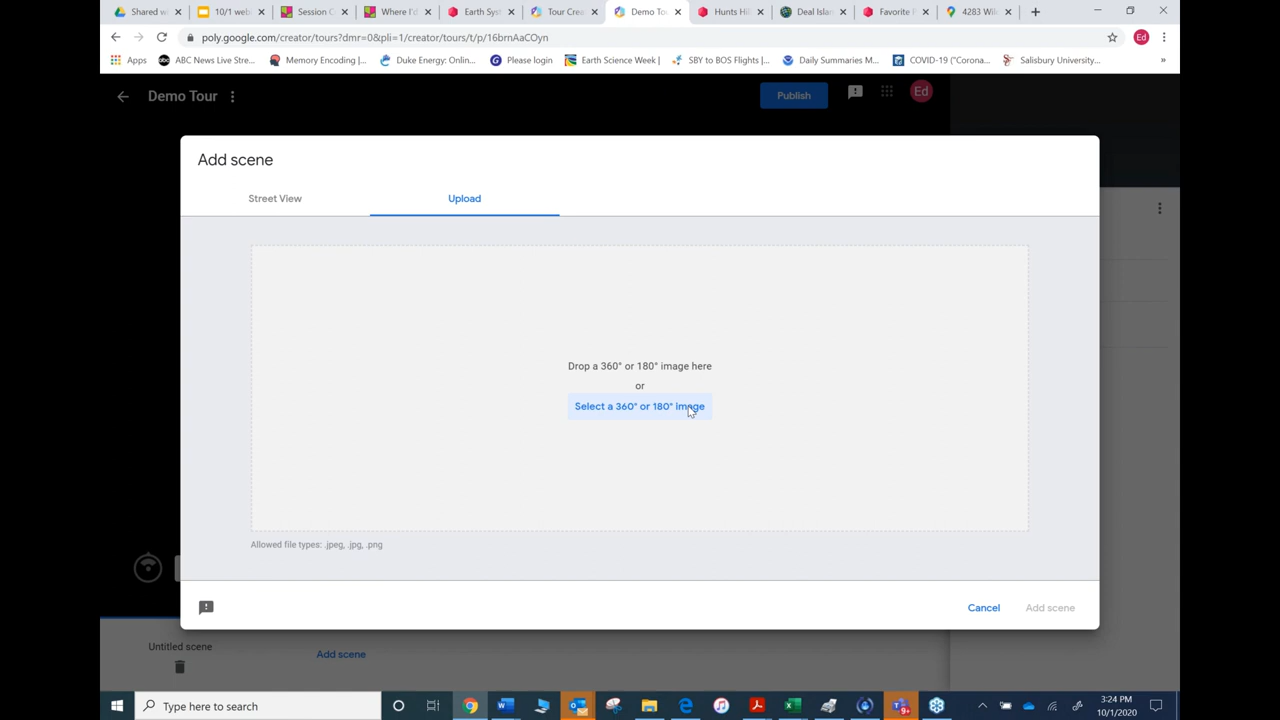 Shared w
10/1 web
Session C
Where I'd
Earth Sys
Tour Crea
Demo Tou
Hunts Hil
Deal Islan
Favorite P
4283 Wil
poly.google.com/creator/tours?dmr=0&pli=1/creator/tours/t/p/16brnAaCOyn
Ed
Apps
ABC News Live Stre...
Memory Encoding |...
Duke Energy: Onlin...
Please login
Earth Science Week |
SBY to BOS Flights |...
Daily Summaries M...
COVID-19 ("Corona...
Salisbury University...
»
Demo Tour
Publish
Ed
Add scene
Street View
Upload
Drop a 360° or 180° image here
or
Select a 360° or 180° image
Allowed file types: .jpeg, .jpg, .png
Cancel
Add scene
Untitled scene
Add scene
Type here to search
9+
3:24 PM
10/1/2020